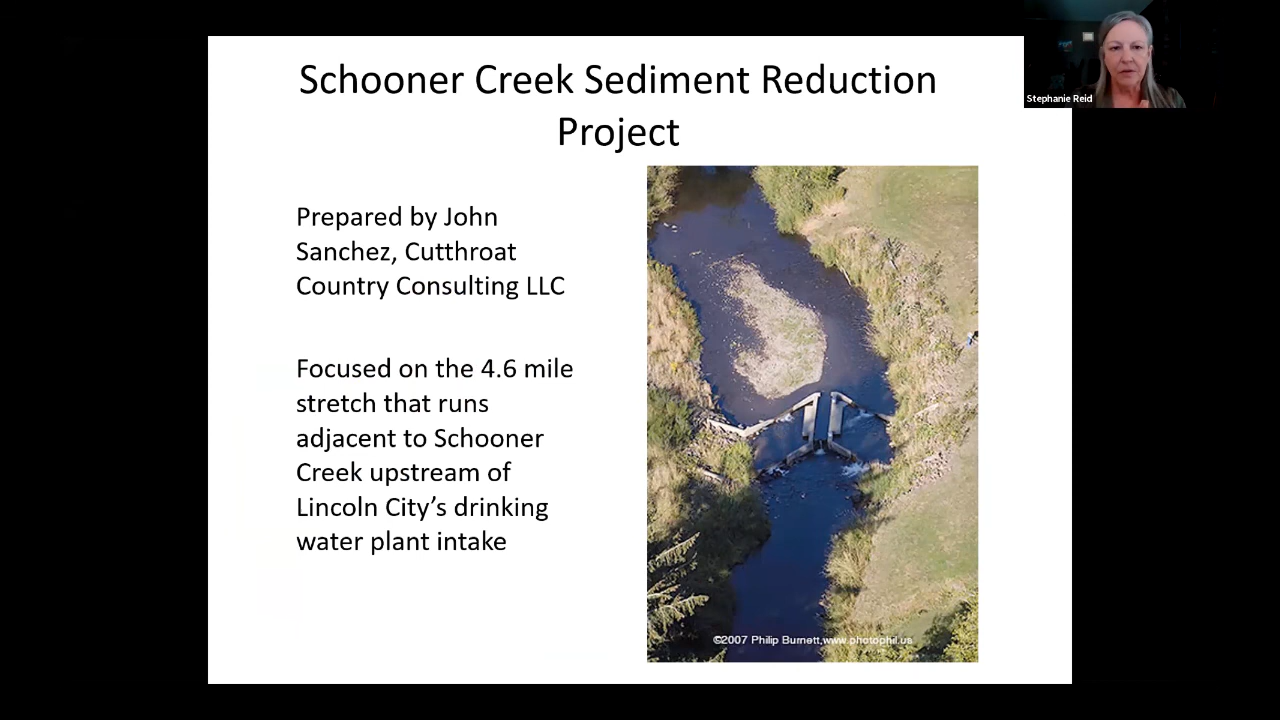 Schooner Creek Sediment Reduction
Project
Stephanie Reid
Prepared by John
Sanchez, Cutthroat
Country Consulting LLC
Focused on the 4.6 mile
stretch that runs
adjacent to Schooner
Creek upstream of
Lincoln City’s drinking
water plant intake
©2007 Philip Burnett,www.photophil.us